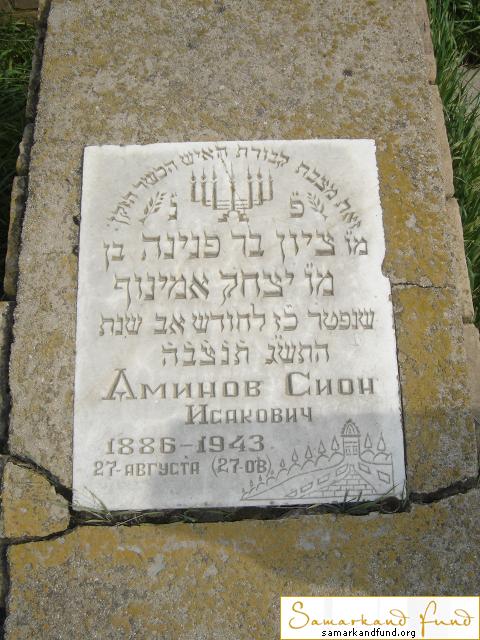 זאת מצבת קבורת האיש הכשר הזקן
פ נ
מו ציון בר פנינה בן
מו יצחק אמינוף
שנפטר כז לחודש אב שנת
התשג תנצבה
Аминов Сион
Исакович
1886-1943
27-августа (27-ов
Samarkand Fund
samarkandfund.org